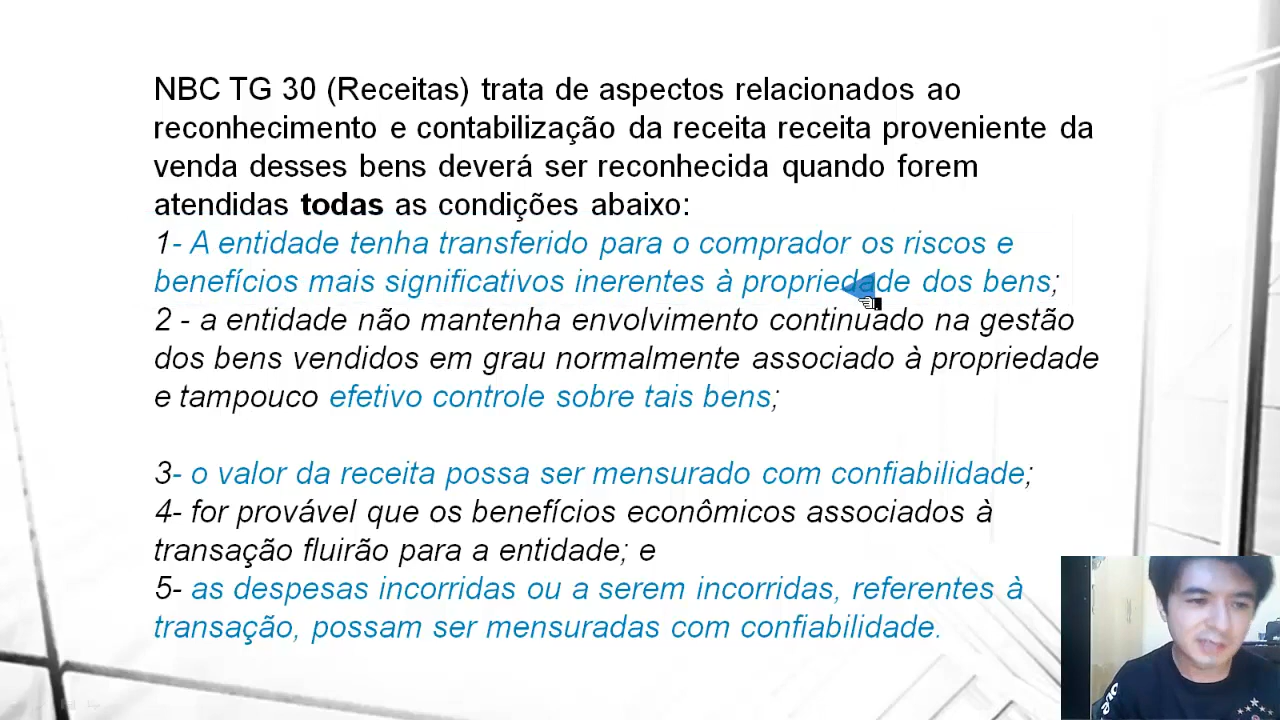 NBC TG 30 (Receitas) trata de aspectos relacionados ao
reconhecimento e contabilização da receita receita proveniente da
venda desses bens deverá ser reconhecida quando forem
atendidas todas as condições abaixo:
1- A entidade tenha transferido para o comprador os riscos e
benefícios mais significativos inerentes à propriedade dos bens;
2 - a entidade não mantenha envolvimento continuado na gestão
dos bens vendidos em grau normalmente associado à propriedade
e tampouco efetivo controle sobre tais bens;
3- o valor da receita possa ser mensurado com confiabilidade;
4- for provável que os benefícios econômicos associados à
transação fluirão para a entidade; e
5- as despesas incorridas ou a serem incorridas, referentes à
transação, possam ser mensuradas com confiabilidade.